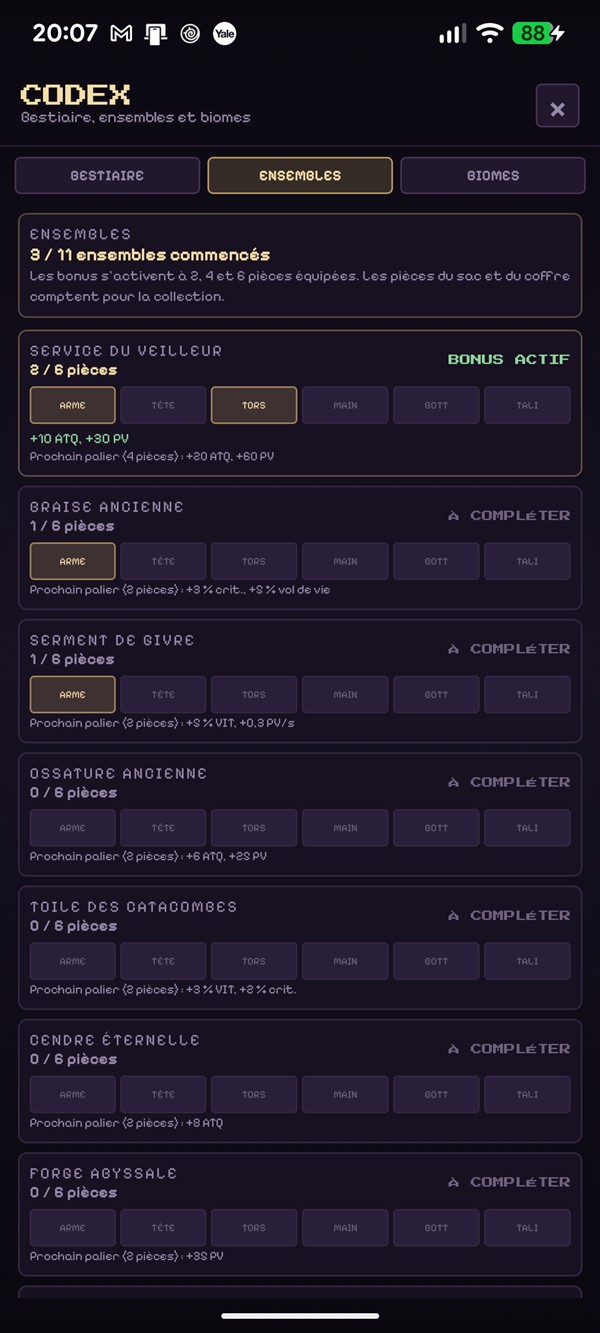 20:07
Yale
88
CODEX
Bestiaire, ensembles et biomes
×
BESTIAIRE ENSEMBLES BIOMES
ENSEMBLES
3 / 11 ensembles commencés
Les bonus s'activent à 2, 4 et 6 pièces équipées. Les pièces du sac et du coffre
comptent pour la collection.
SERVICE DU VEILLEUR
2 / 6 pièces
BONUS ACTIF
ARME TÊTE TORS MAIN BOTT TALI
+10 ATQ, +30 PV
Prochain palier (4 pièces) : +20 ATQ, +60 PV
BRAISE ANCIENNE
1 / 6 pièces
À COMPLÉTER
ARME TÊTE TORS MAIN BOTT TALI
Prochain palier (2 pièces) : +3 % crit., +5 % vol de vie
SERMENT DE GIVRE
1 / 6 pièces
À COMPLÉTER
ARME TÊTE TORS MAIN BOTT TALI
Prochain palier (2 pièces) : +5 % VIT, +0,3 PV/s
OSSATURE ANCIENNE
0 / 6 pièces
À COMPLÉTER
ARME TÊTE TORS MAIN BOTT TALI
Prochain palier (2 pièces) : +6 ATQ, +25 PV
TOILE DES CATACOMBES
0 / 6 pièces
À COMPLÉTER
ARME TÊTE TORS MAIN BOTT TALI
Prochain palier (2 pièces) : +3 % VIT, +2 % crit.
CENDRE ÉTERNELLE
0 / 6 pièces
À COMPLÉTER
ARME TÊTE TORS MAIN BOTT TALI
Prochain palier (2 pièces) : +8 ATQ
FORGE ABYSSALE
0 / 6 pièces
À COMPLÉTER
ARME TÊTE TORS MAIN BOTT TALI
Prochain palier (2 pièces) : +35 PV